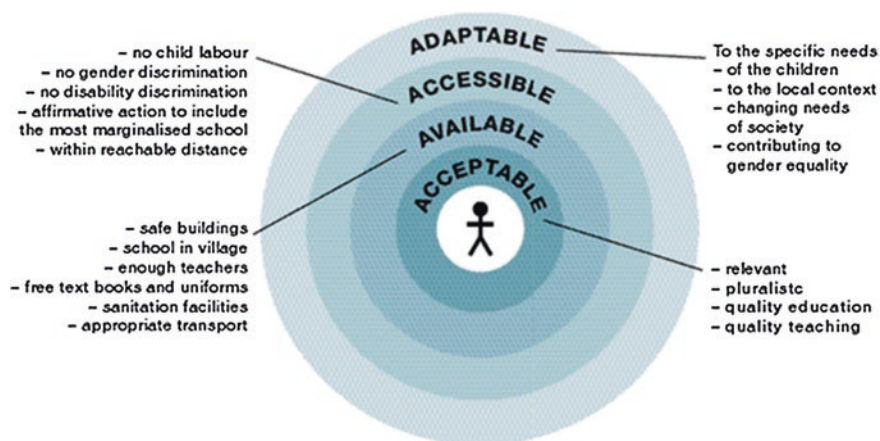 ADAPTABLE
ACCESSIBLE
AVAILABLE
ACCEPTABLE
– no child labour
– no gender discrimination
– no disability discrimination
– affirmative action to include
the most marginalised school
– within reachable distance
– safe buildings
– school in village
– enough teachers
– free text books and uniforms
– sanitation facilities
– appropriate transport
To the specific needs
– of the children
– to the local context
– changing needs
of society
– contributing to
gender equality
– relevant
– pluralistc
– quality education
– quality teaching